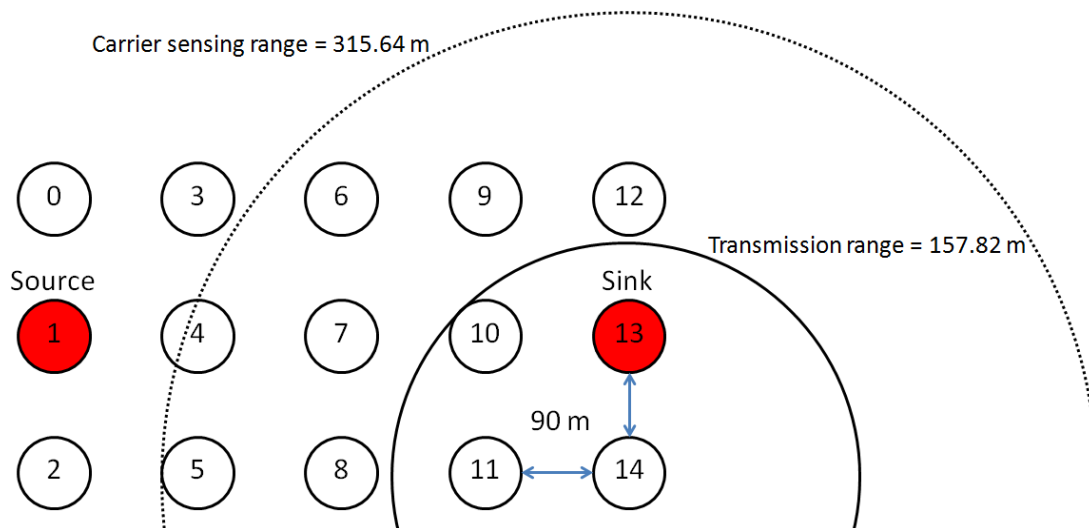 Carrier sensing range = 315.64 m
0 3 6 9 12
Transmission range = 157.82 m
Source Sink
1 4 7 10 13
90 m
2 5 8 11 14